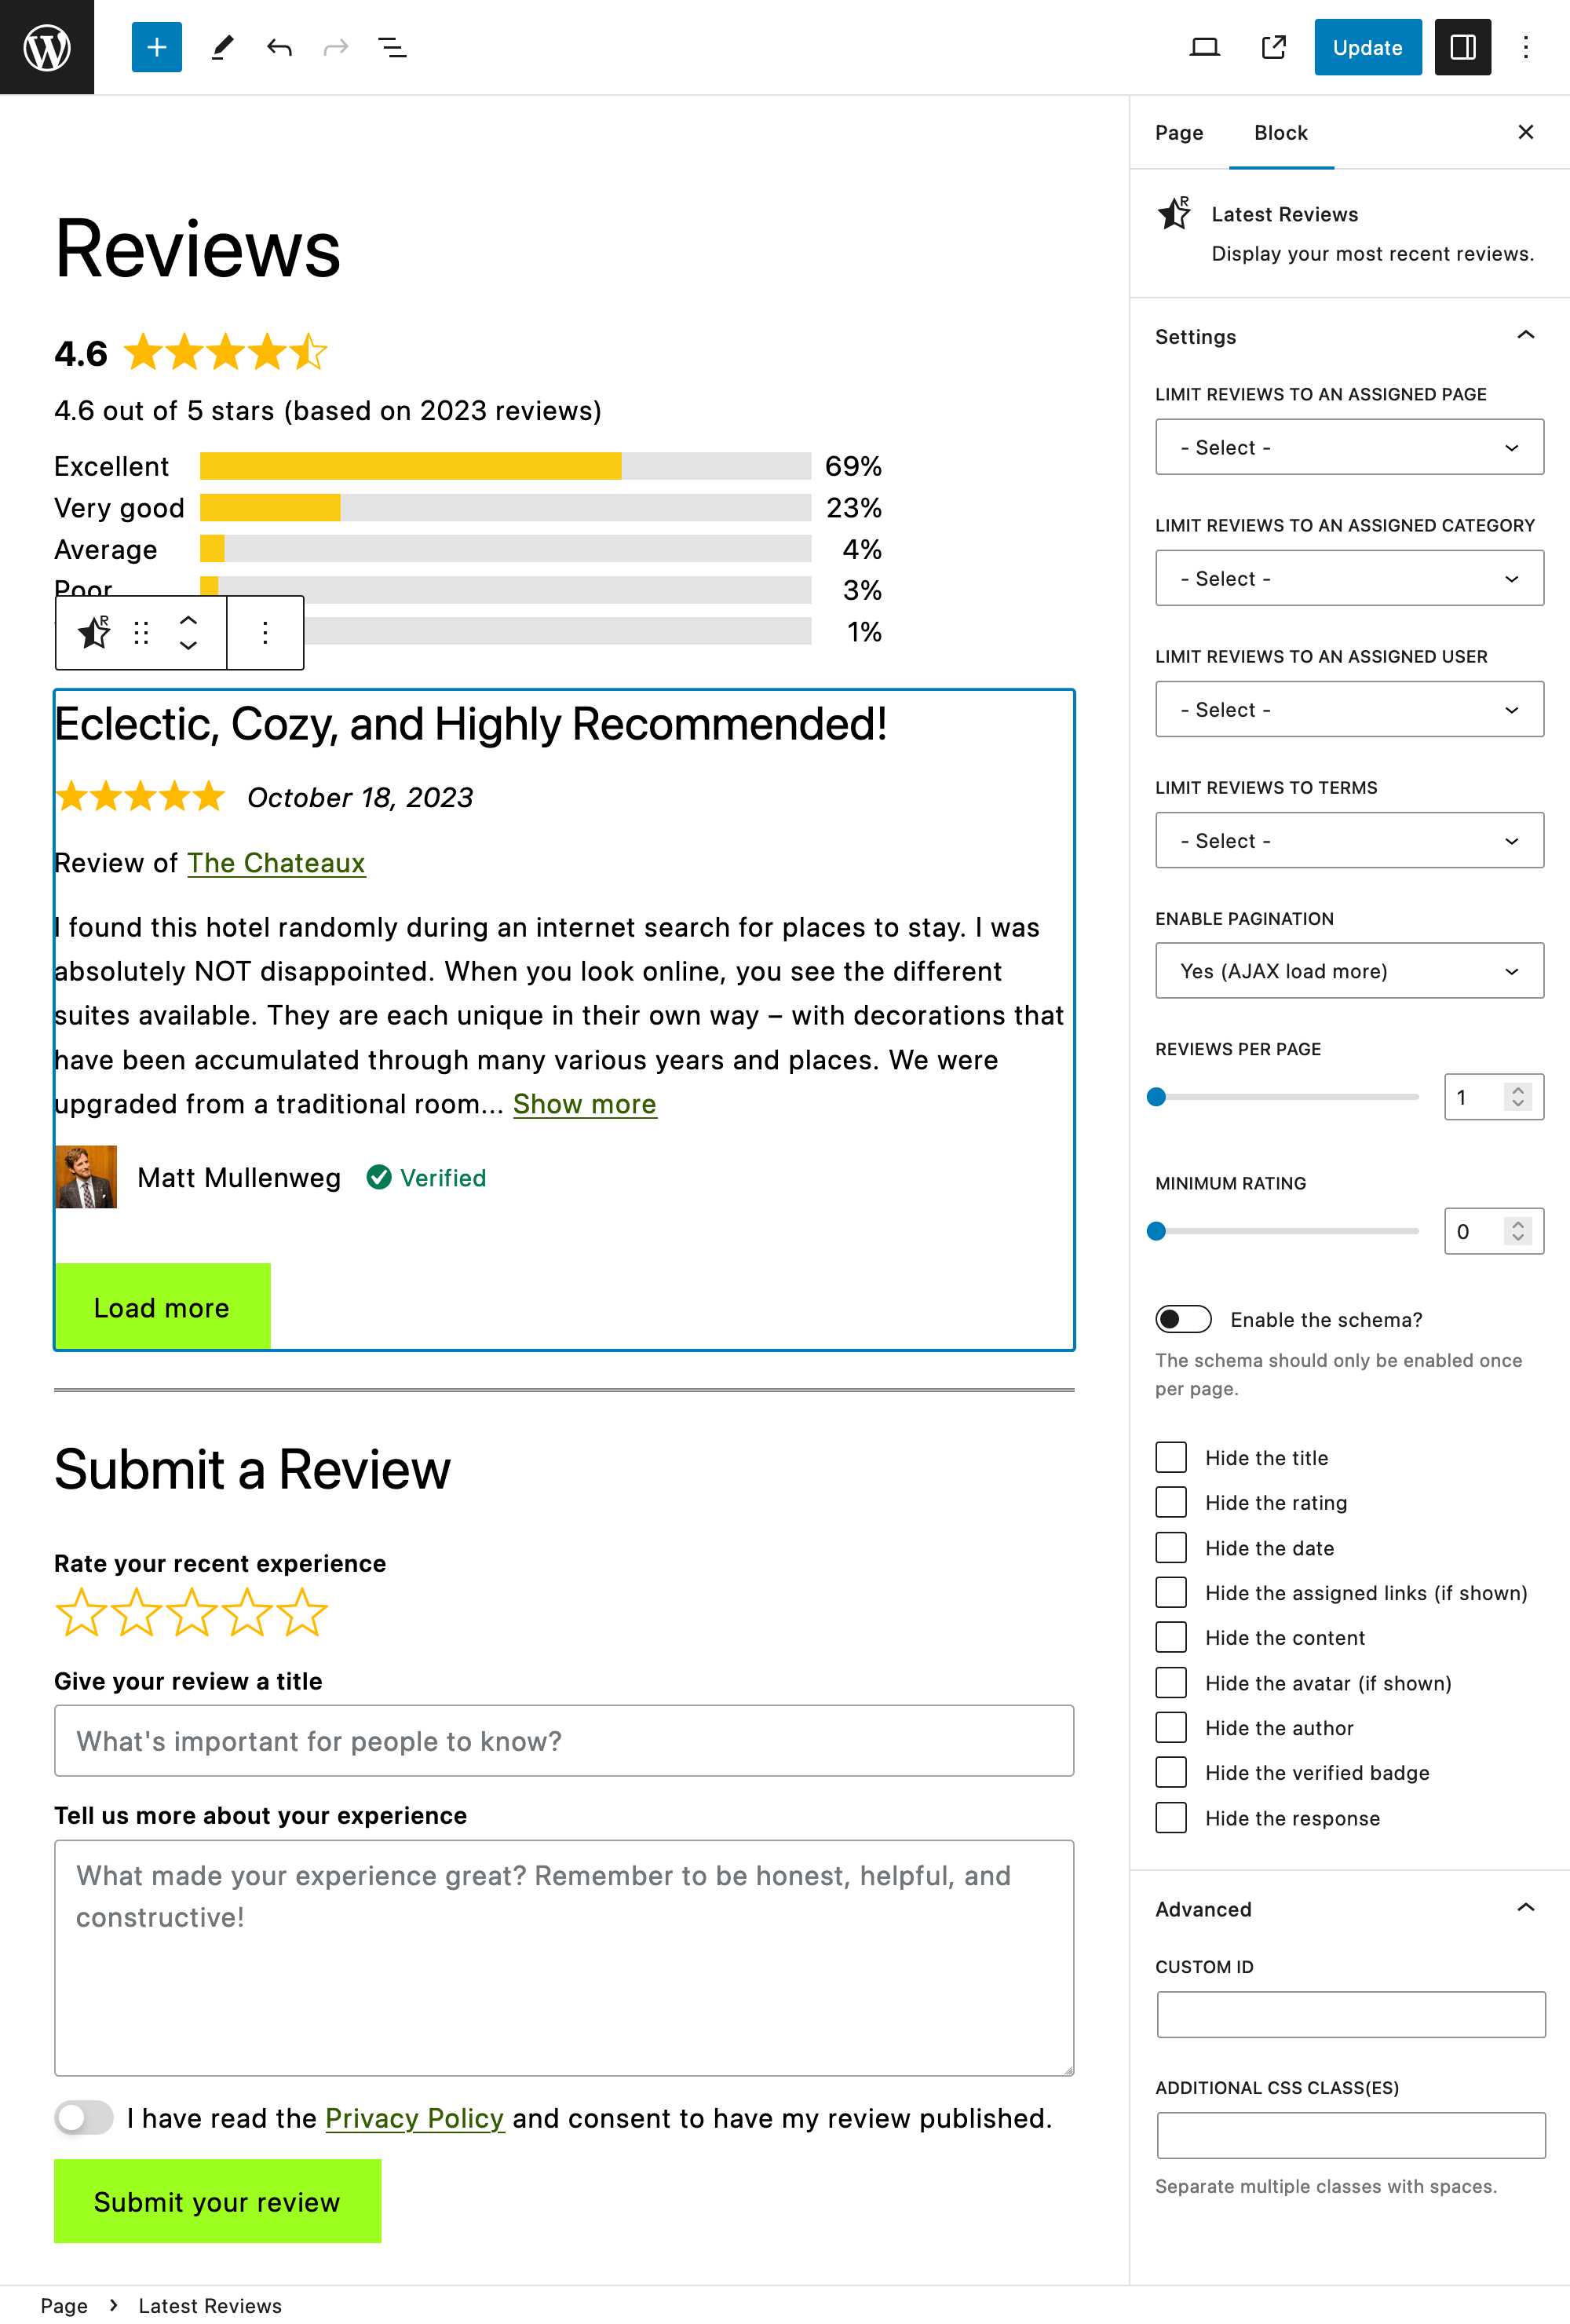 Update
Reviews
4.6
4.6 out of 5 stars (based on 2023 reviews)
Excellent 69%
Very good 23%
Average 4%
Poor 3%
1%
R
Eclectic, Cozy, and Highly Recommended!
October 18, 2023
Review of The Chateaux
I found this hotel randomly during an internet search for places to stay. I was
absolutely NOT disappointed. When you look online, you see the different
suites available. They are each unique in their own way – with decorations that
have been accumulated through many various years and places. We were
upgraded from a traditional room... Show more
Matt Mullenweg Verified
Load more
Submit a Review
Rate your recent experience
Give your review a title
What's important for people to know?
Tell us more about your experience
What made your experience great? Remember to be honest, helpful, and
constructive!
I have read the Privacy Policy and consent to have my review published.
Submit your review
Page Block
R
Latest Reviews
Display your most recent reviews.
Settings
LIMIT REVIEWS TO AN ASSIGNED PAGE
- Select -
LIMIT REVIEWS TO AN ASSIGNED CATEGORY
- Select -
LIMIT REVIEWS TO AN ASSIGNED USER
- Select -
LIMIT REVIEWS TO TERMS
- Select -
ENABLE PAGINATION
Yes (AJAX load more)
REVIEWS PER PAGE
1
MINIMUM RATING
0
Enable the schema?
The schema should only be enabled once
per page.
Hide the title
Hide the rating
Hide the date
Hide the assigned links (if shown)
Hide the content
Hide the avatar (if shown)
Hide the author
Hide the verified badge
Hide the response
Advanced
CUSTOM ID
ADDITIONAL CSS CLASS(ES)
Separate multiple classes with spaces.
Page › Latest Reviews